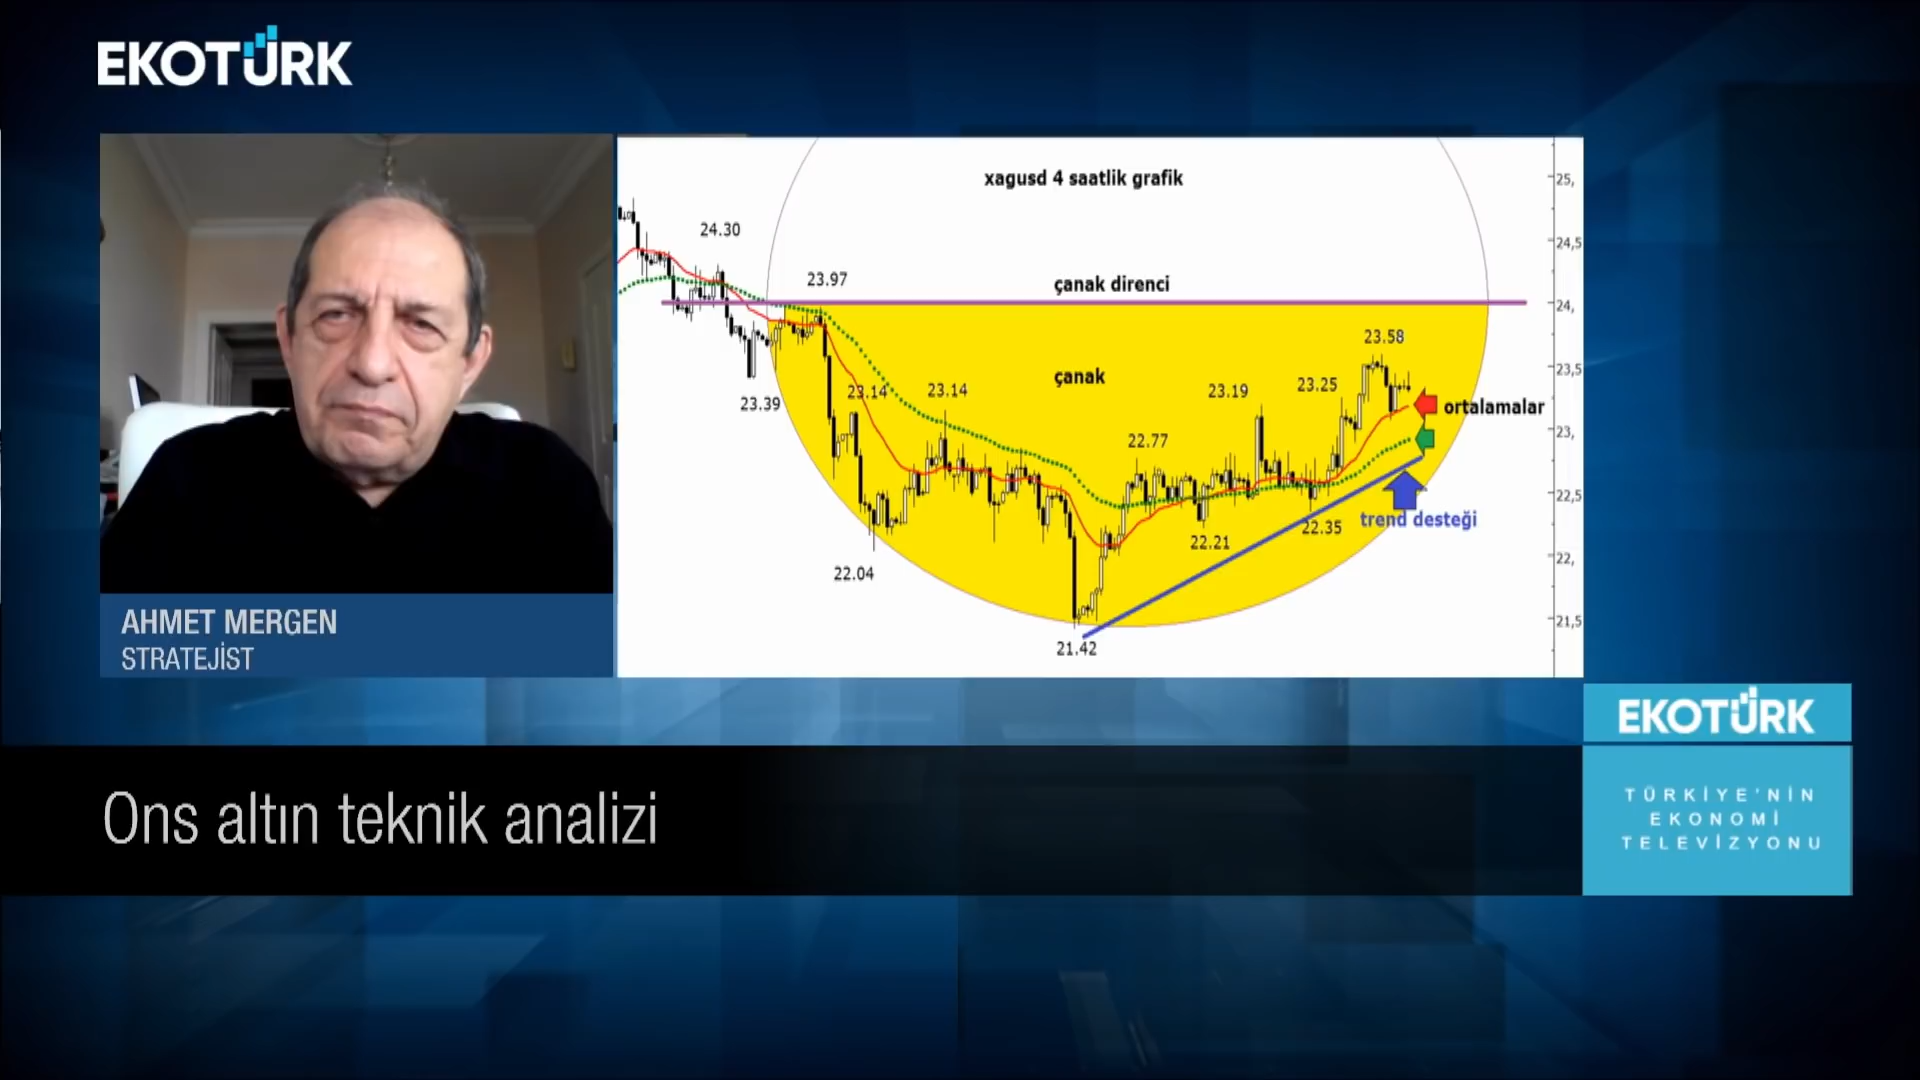 EKOTÜRK
xagusd 4 saatlik grafik
24.30
23.97
çanak direnci
23.58
çanak
23.39
23.14
23.14
23.19
23.25
ortalamalar
22.77
22.04
22.21
22.35
trend desteği
21.42
25,
24,5
24,
23,5
23,
22,5
22,
21,5
AHMET MERGEN
STRATEJİST
EKOTÜRK
Ons altın teknik analizi
TÜRKİYE'NİN
EKONOMİ
TELEVİZYONU